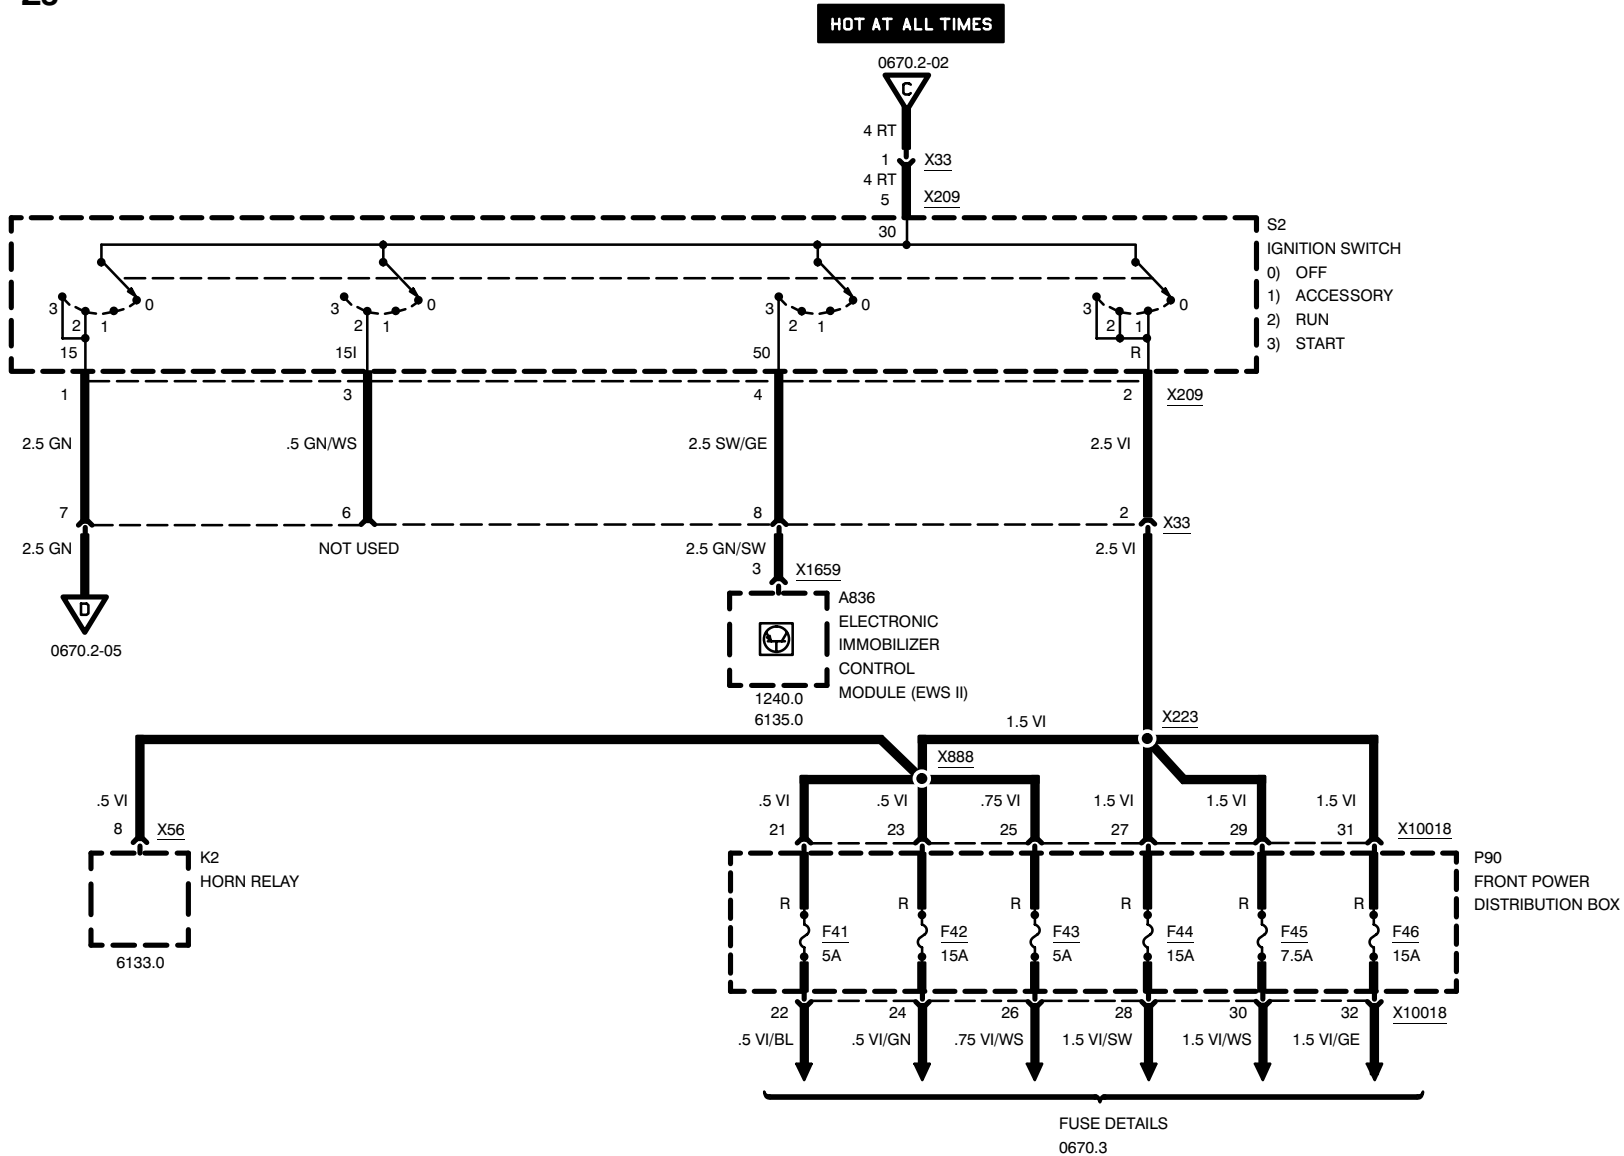 HOT AT ALL TIMES
0670.2-02
C
4 RT
1 X33
4 RT
5 X209
30
S2
IGNITION SWITCH
0) OFF
1) ACCESSORY
2) RUN
3) START
3 2 1 0
3 2 1 0
3 2 1 0
3 2 1 0
15 15I 50 R
1 3 4 2 X209
2.5 GN .5 GN/WS 2.5 SW/GE 2.5 VI
7 6 8 2 X33
2.5 GN NOT USED 2.5 GN/SW 2.5 VI
3 X1659
D
0670.2-05
A836
ELECTRONIC
IMMOBILIZER
CONTROL
MODULE (EWS II)
1240.0
6135.0
1.5 VI X223
X888
.5 VI .5 VI .5 VI .75 VI 1.5 VI 1.5 VI 1.5 VI
8 X56 21 23 25 27 29 31 X10018
K2
HORN RELAY
6133.0
P90
FRONT POWER
DISTRIBUTION BOX
R R R R R R
F41 F42 F43 F44 F45 F46
5A 15A 5A 15A 7.5A 15A
22 24 26 28 30 32 X10018
.5 VI/BL .5 VI/GN .75 VI/WS 1.5 VI/SW 1.5 VI/WS 1.5 VI/GE
FUSE DETAILS
0670.3